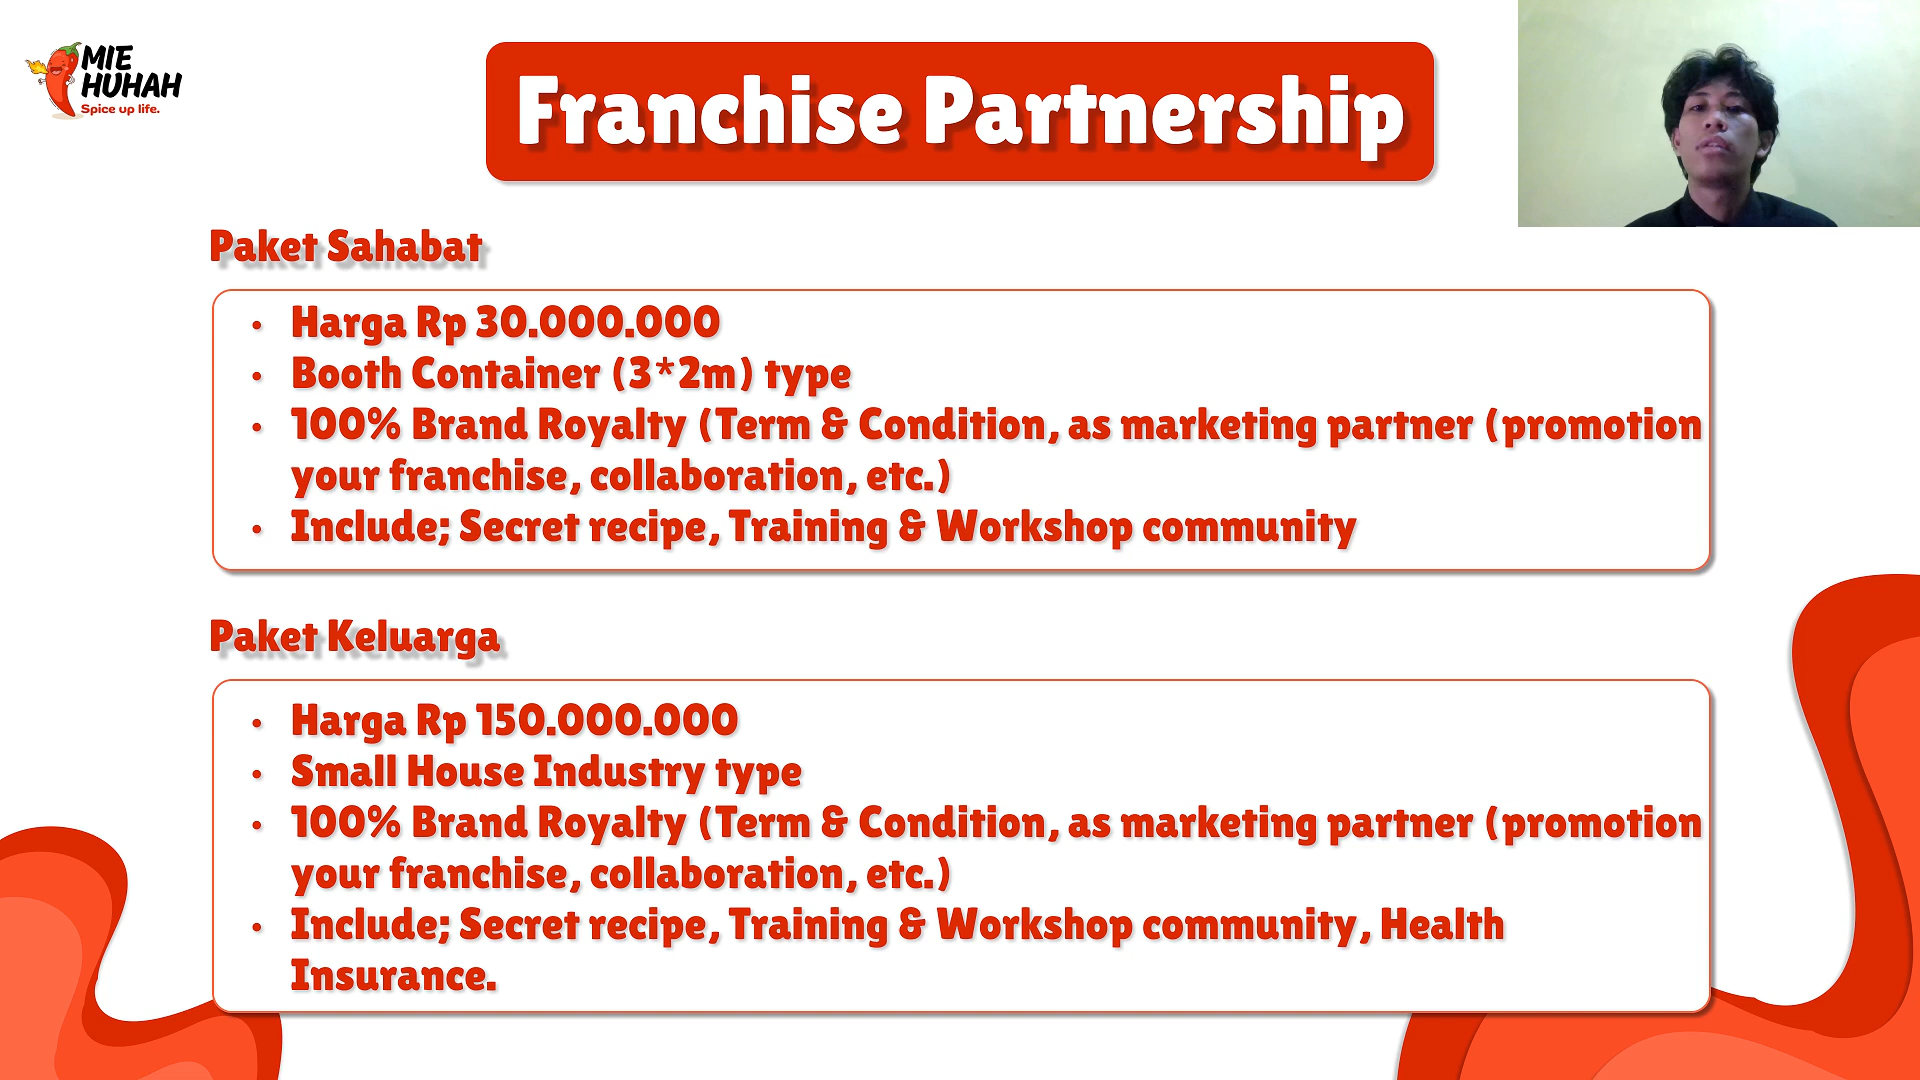 MIE
HUHAH
Spice up life.
Franchise Partnership
Paket Sahabat
• Harga Rp 30.000.000
• Booth Container (3*2m) type
• 100% Brand Royalty (Term & Condition, as marketing partner (promotion
your franchise, collaboration, etc.)
• Include; Secret recipe, Training & Workshop community
Paket Keluarga
• Harga Rp 150.000.000
• Small House Industry type
• 100% Brand Royalty (Term & Condition, as marketing partner (promotion
your franchise, collaboration, etc.)
• Include; Secret recipe, Training & Workshop community, Health
Insurance.